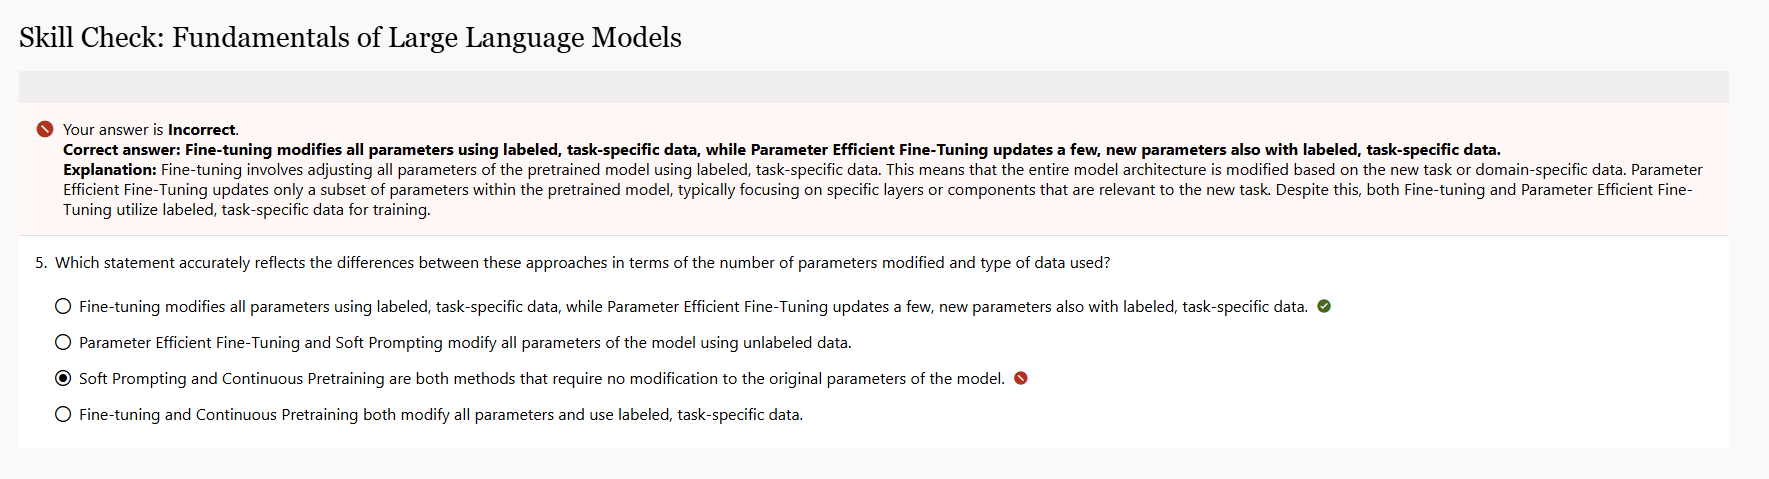 Skill Check: Fundamentals of Large Language Models
Your answer is Incorrect.
Correct answer: Fine-tuning modifies all parameters using labeled, task-specific data, while Parameter Efficient Fine-Tuning updates a few, new parameters also with labeled, task-specific data.
Explanation: Fine-tuning involves adjusting all parameters of the pretrained model using labeled, task-specific data. This means that the entire model architecture is modified based on the new task or domain-specific data. Parameter
Efficient Fine-Tuning updates only a subset of parameters within the pretrained model, typically focusing on specific layers or components that are relevant to the new task. Despite this, both Fine-tuning and Parameter Efficient Fine-
Tuning utilize labeled, task-specific data for training.
5. Which statement accurately reflects the differences between these approaches in terms of the number of parameters modified and type of data used?
Fine-tuning modifies all parameters using labeled, task-specific data, while Parameter Efficient Fine-Tuning updates a few, new parameters also with labeled, task-specific data.
Parameter Efficient Fine-Tuning and Soft Prompting modify all parameters of the model using unlabeled data.
Soft Prompting and Continuous Pretraining are both methods that require no modification to the original parameters of the model.
Fine-tuning and Continuous Pretraining both modify all parameters and use labeled, task-specific data.